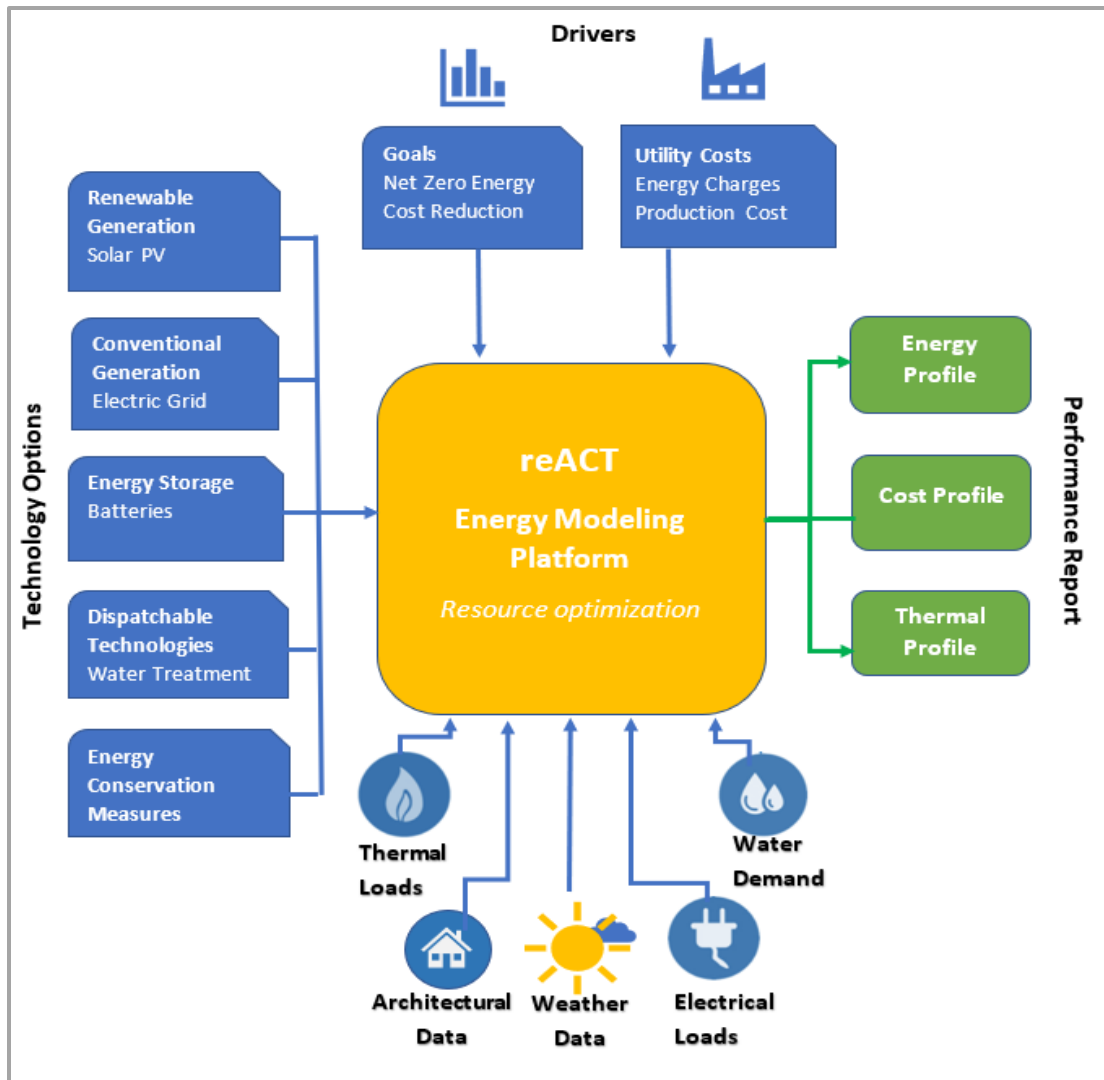 Drivers
Goals
Net Zero Energy
Cost Reduction
Utility Costs
Energy Charges
Production Cost
Technology Options
Renewable
Generation
Solar PV
Conventional
Generation
Electric Grid
Energy Storage
Batteries
Dispatchable
Technologies
Water Treatment
Energy
Conservation
Measures
reACT
Energy Modeling
Platform
Resource optimization
Energy
Profile
Cost Profile
Thermal
Profile
Performance Report
Thermal
Loads
Architectural
Data
Weather
Data
Electrical
Loads
Water
Demand